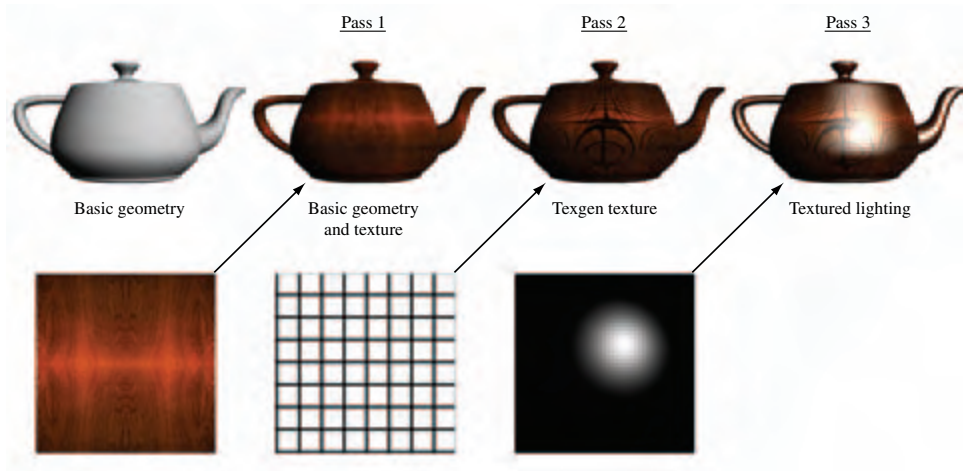 Pass 1
Pass 2
Pass 3
Basic geometry
Basic geometry
and texture
Texgen texture
Textured lighting